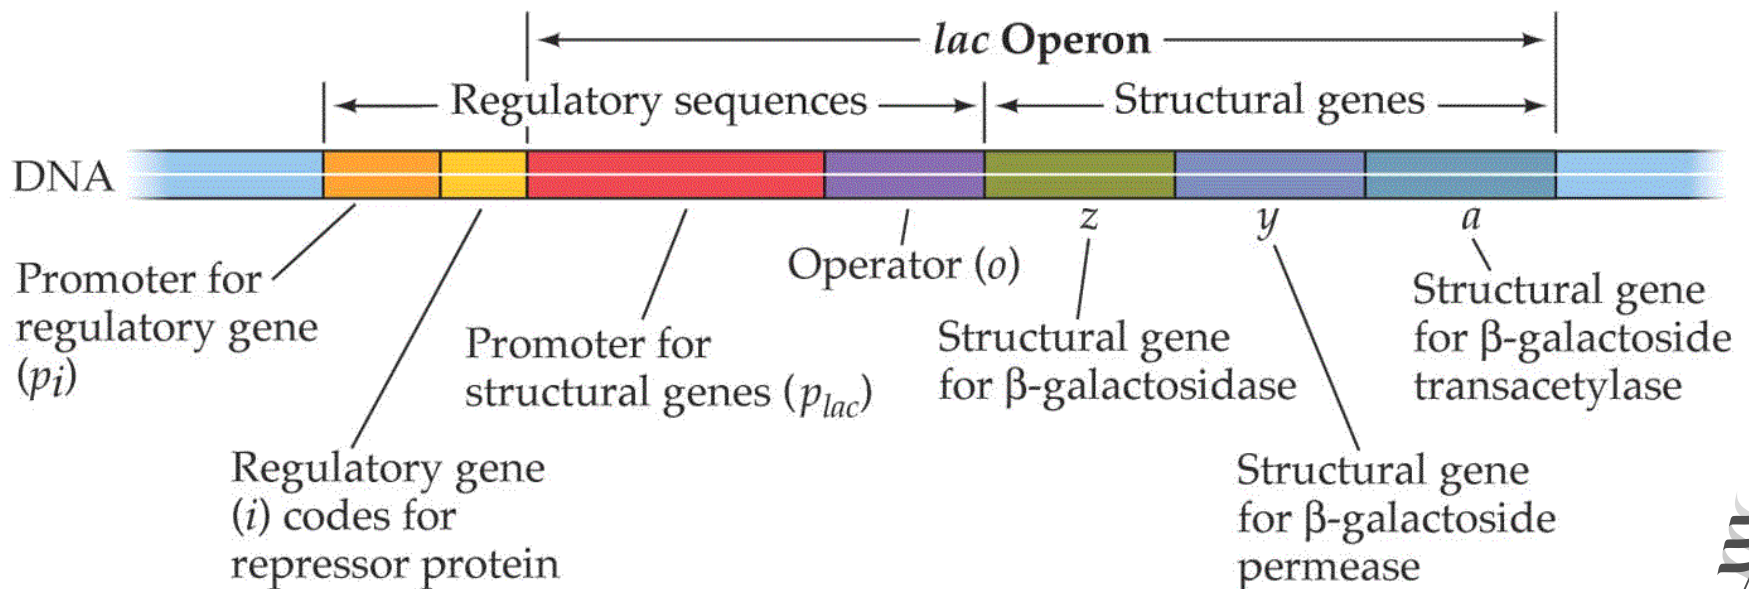 lac Operon
Regulatory sequences
Structural genes
DNA
z
y
a
Promoter for
regulatory gene
(pi)
Regulatory gene
(i) codes for
repressor protein
Promoter for
structural genes (plac)
Operator (o)
Structural gene
for β-galactosidase
Structural gene
for β-galactoside
permease
Structural gene
for β-galactoside
transacetylase